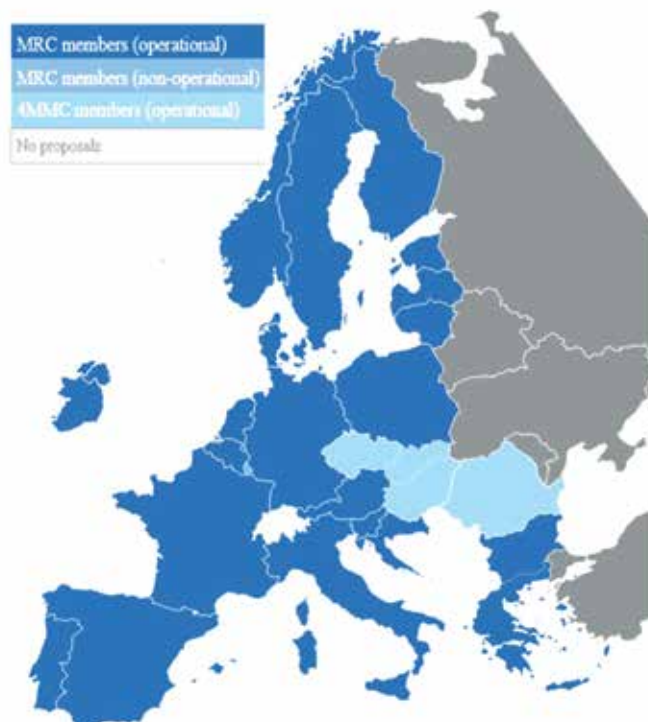 MRC members (operational)
MRC members (non-operational)
4MMC members (operational)
No proposals